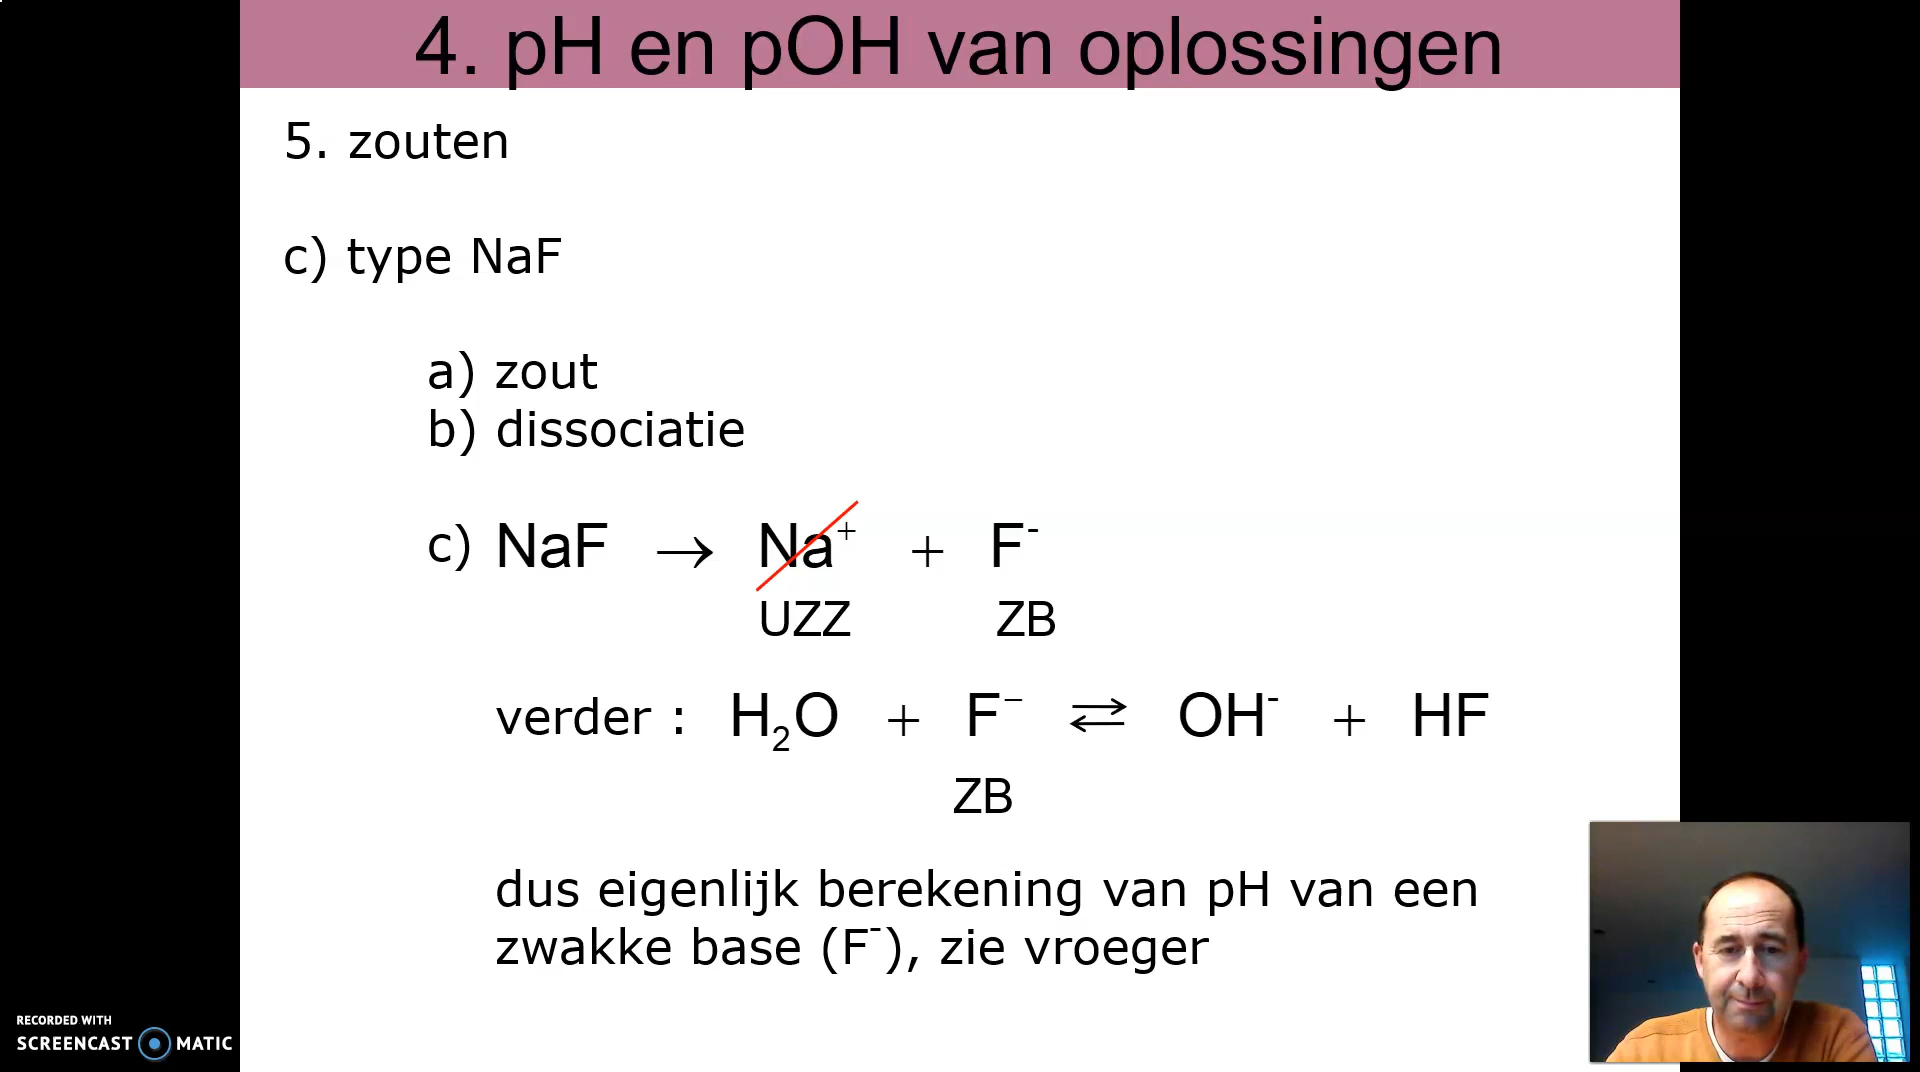 4. pH en pOH van oplossingen
5. zouten
c) type NaF
a) zout
b) dissociatie
c) NaF → Na⁺ + F⁻
UZZ ZB
verder : H₂O + F⁻ ⇌ OH⁻ + HF
ZB
dus eigenlijk berekening van pH van een
zwakke base (F⁻), zie vroeger
RECORDED WITH
SCREENCAST MATIC